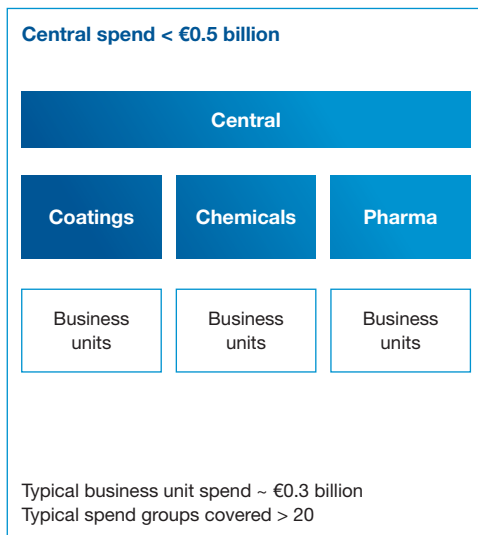 Central spend < €0.5 billion
Central
Coatings
Chemicals
Pharma
Business
units
Business
units
Business
units
Typical business unit spend ~ €0.3 billion
Typical spend groups covered > 20